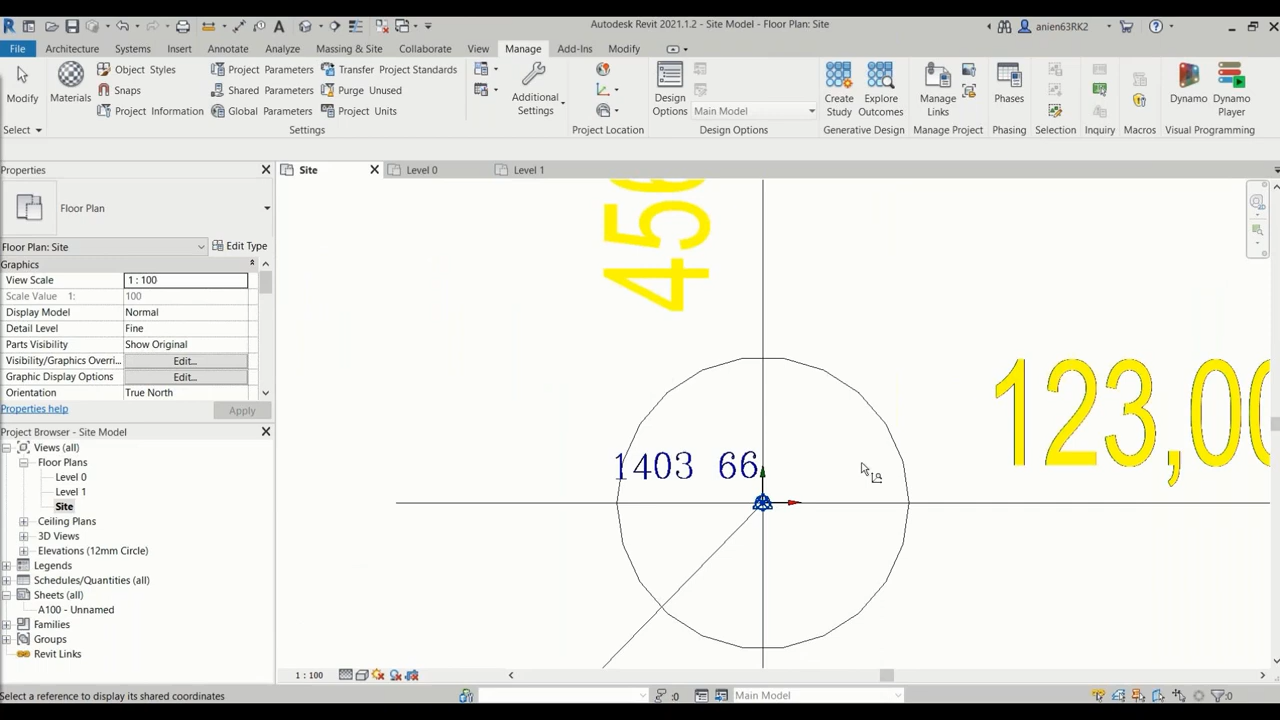 Autodesk Revit 2021.1.2 - Site Model - Floor Plan: Site
anien63RK2
File Architecture Systems Insert Annotate Analyze Massing & Site Collaborate View Manage Add-Ins Modify
Modify
Materials
Object Styles
Snaps
Project Information
Project Parameters
Shared Parameters
Global Parameters
Transfer Project Standards
Purge Unused
Project Units
Additional
Settings
Design
Options
Main Model
Create
Study
Explore
Outcomes
Manage
Links
Phases
Dynamo
Dynamo
Player
Select Settings Project Location Design Options Generative Design Manage Project Phasing Selection Inquiry Macros Visual Programming
Properties
Site Level 0 Level 1
Floor Plan
Floor Plan: Site Edit Type
Graphics
View Scale 1 : 100
Scale Value 1: 100
Display Model Normal
Detail Level Fine
Parts Visibility Show Original
Visibility/Graphics Overri... Edit...
Graphic Display Options Edit...
Orientation True North
Properties help Apply
Project Browser - Site Model
Views (all)
Floor Plans
Level 0
Level 1
Site
Ceiling Plans
3D Views
Elevations (12mm Circle)
Legends
Schedules/Quantities (all)
Sheets (all)
A100 - Unnamed
Families
Groups
Revit Links
456
123,00
1403 66
1 : 100
Select a reference to display its shared coordinates
:0
Main Model
:0